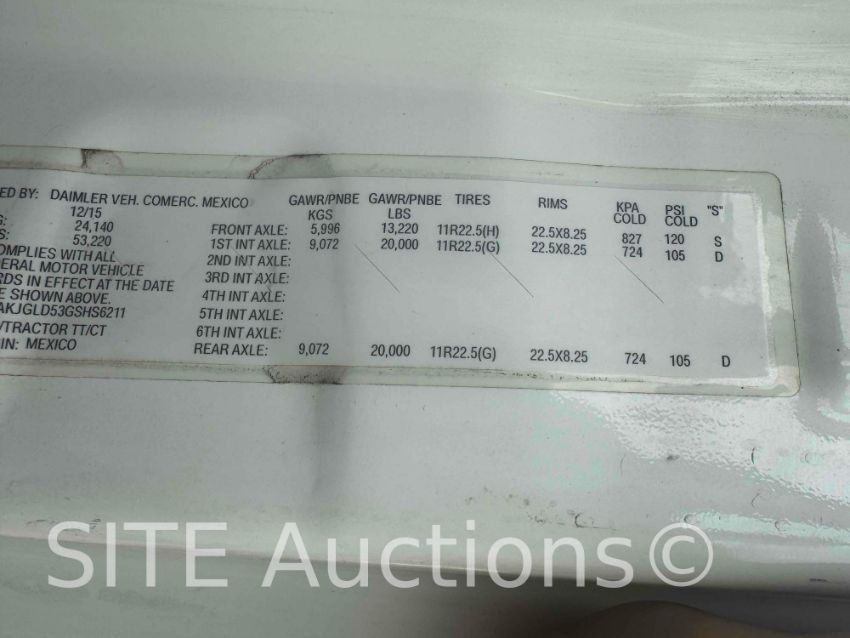 ED BY: DAIMLER VEH. COMERC. MEXICO GAWR/PNBE KGS GAWR/PNBE LBS TIRES RIMS KPA COLD PSI COLD "S"
12/15
24,140 FRONT AXLE: 5,996 13,220 11R22.5(H) 22.5X8.25 827 120 S
S: 53,220 1ST INT AXLE: 9,072 20,000 11R22.5(G) 22.5X8.25 724 105 D
OMPLIES WITH ALL 2ND INT AXLE:
DERAL MOTOR VEHICLE 3RD INT AXLE:
RDS IN EFFECT AT THE DATE 4TH INT AXLE:
E SHOWN ABOVE. 5TH INT AXLE:
AKJGLD53GSHS6211
/TRACTOR TT/CT 6TH INT AXLE:
IN: MEXICO REAR AXLE: 9,072 20,000 11R22.5(G) 22.5X8.25 724 105 D
SITE Auctions©